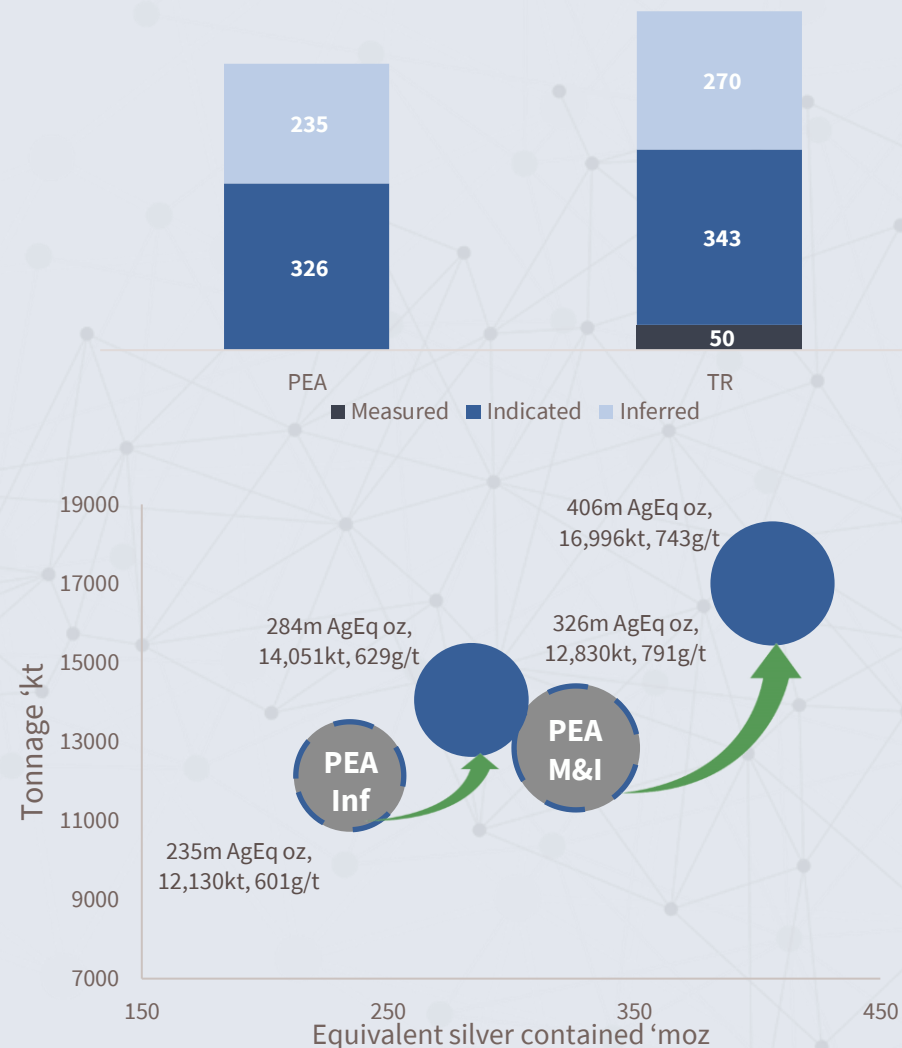 235
326
270
343
50
PEA
TR
Measured Indicated Inferred
19000
17000
15000
13000
11000
9000
7000
Tonnage ‘kt
406m AgEq oz,
16,996kt, 743g/t
284m AgEq oz,
14,051kt, 629g/t
326m AgEq oz,
12,830kt, 791g/t
PEA
Inf
PEA
M&I
235m AgEq oz,
12,130kt, 601g/t
150 250 350 450
Equivalent silver contained ‘moz